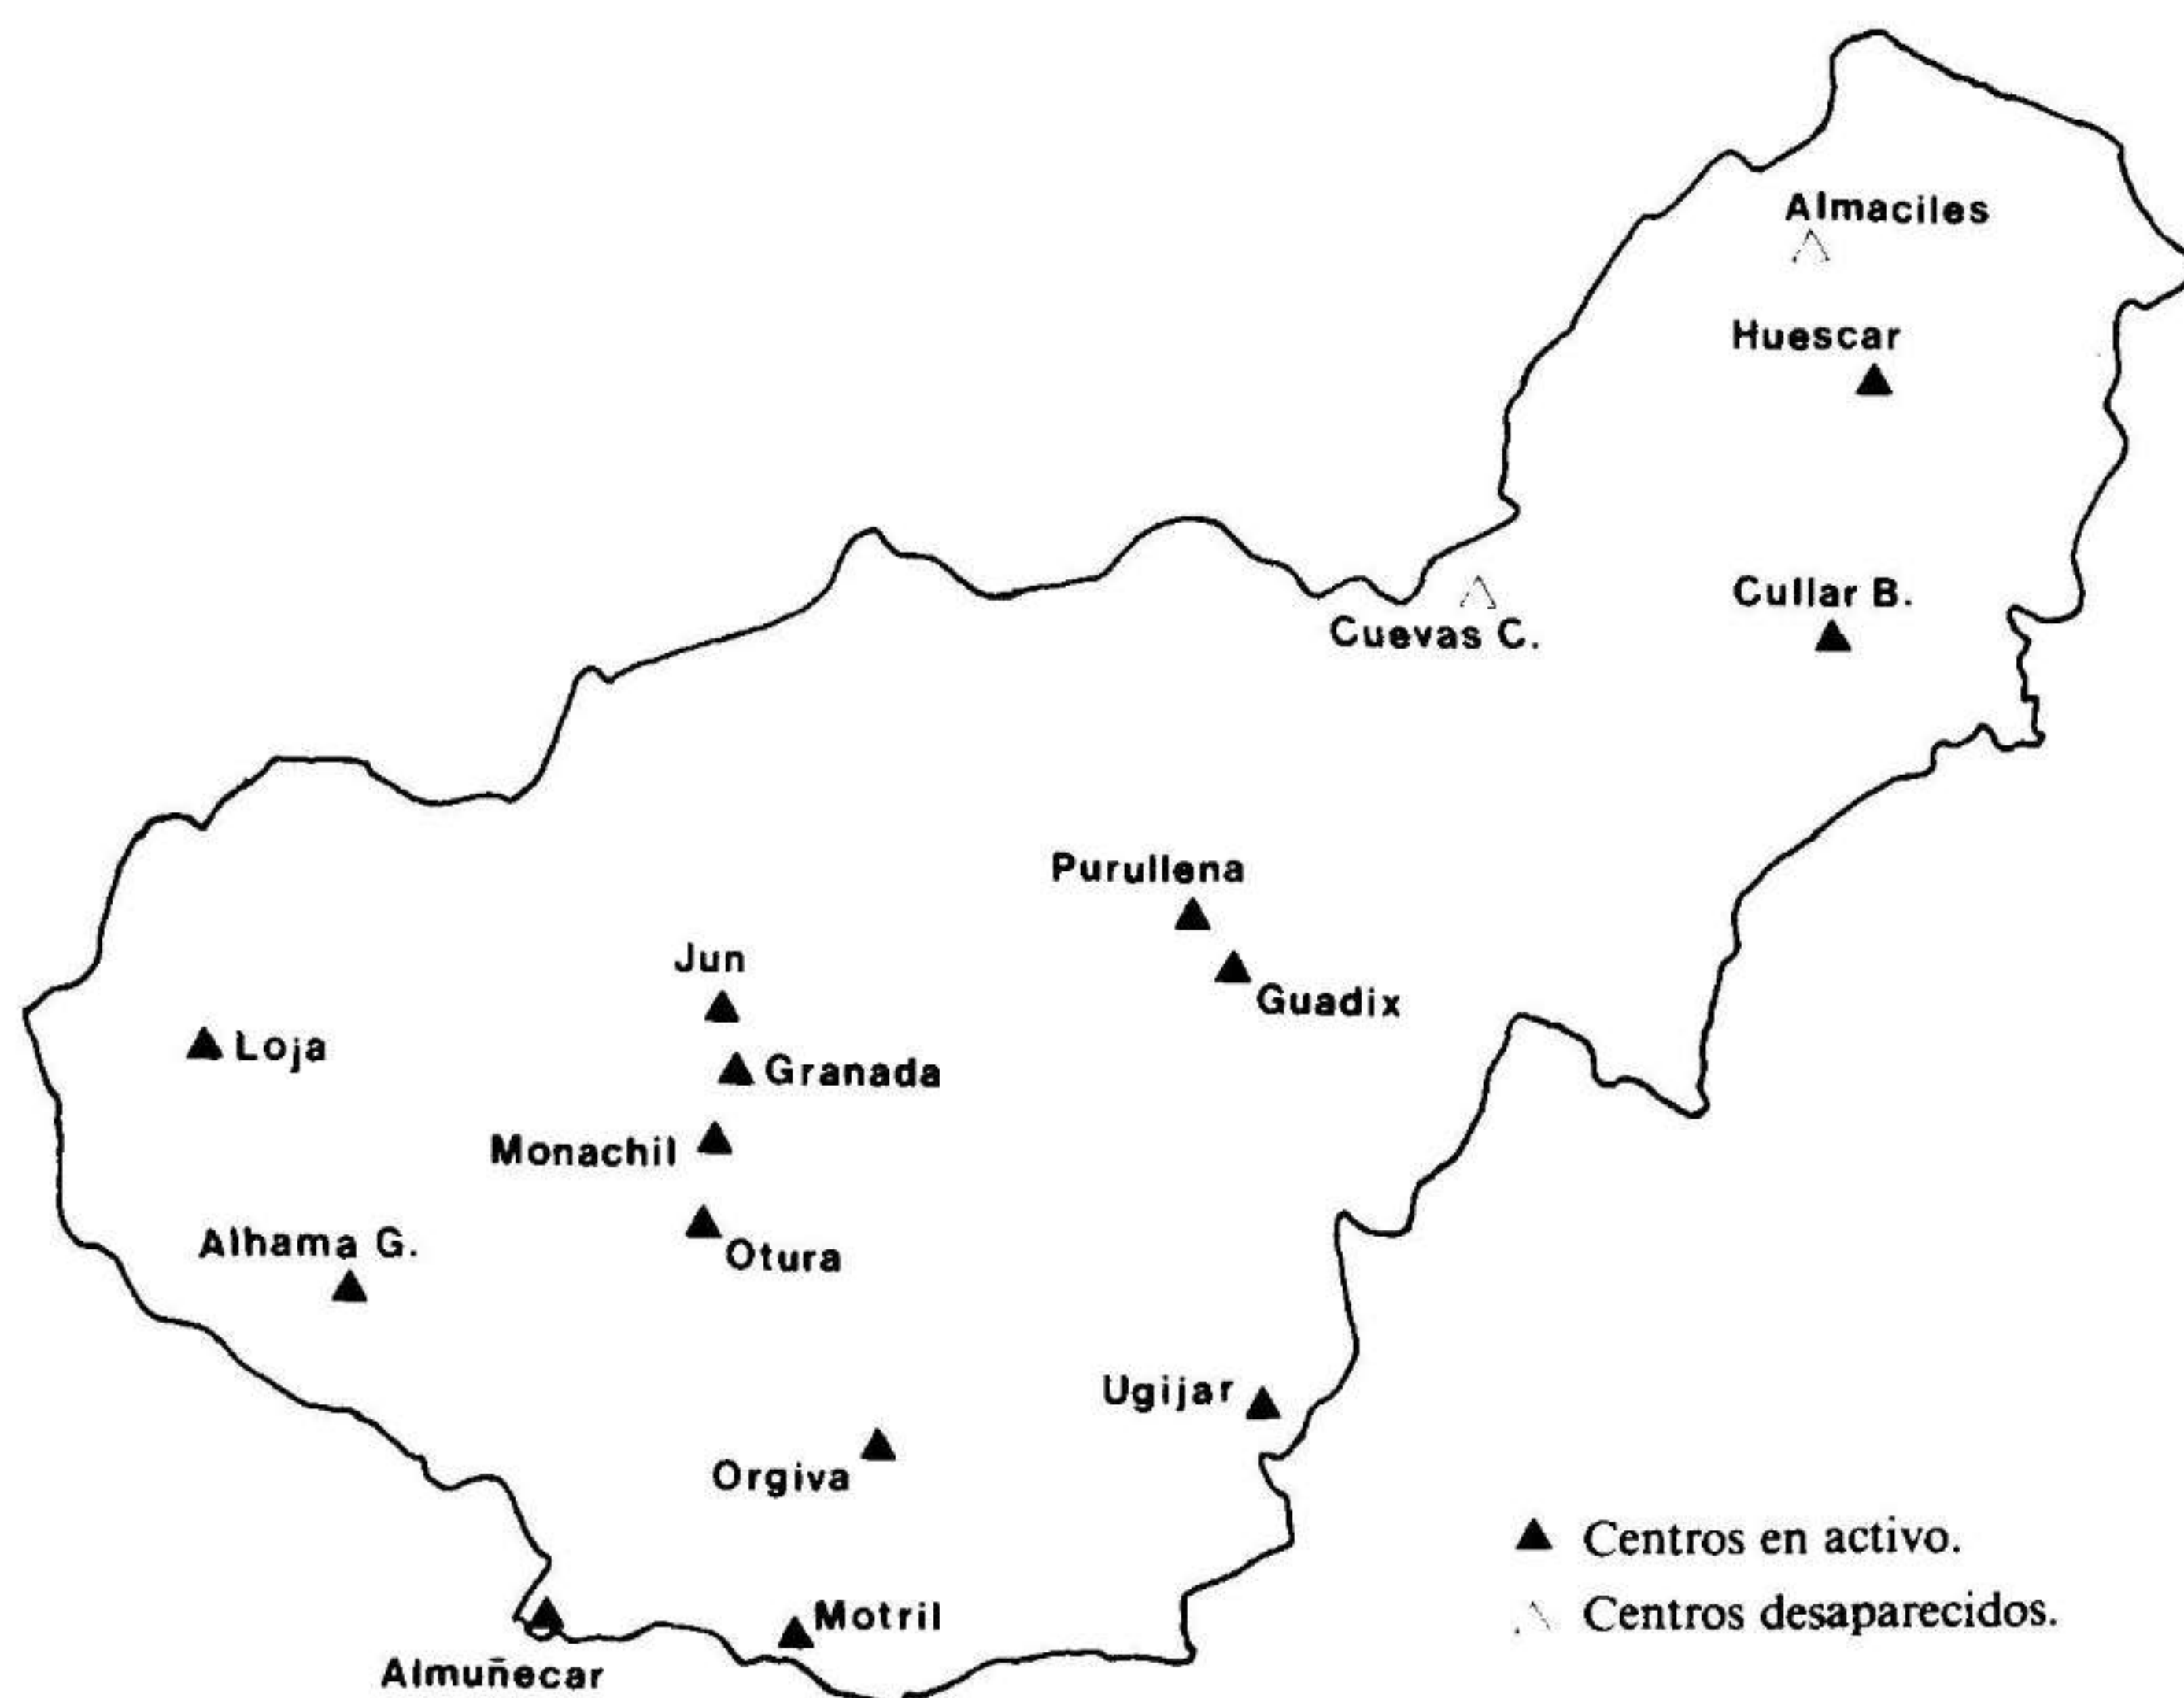 Almaciles
Huescar
Cullar B.
Cuevas C.
Purullena
Guadix
Jun
Loja
Granada
Monachil
Otura
Alhama G.
Ugijar
Orgiva
Motril
Almuñecar
Centros en activo.
Centros desaparecidos.